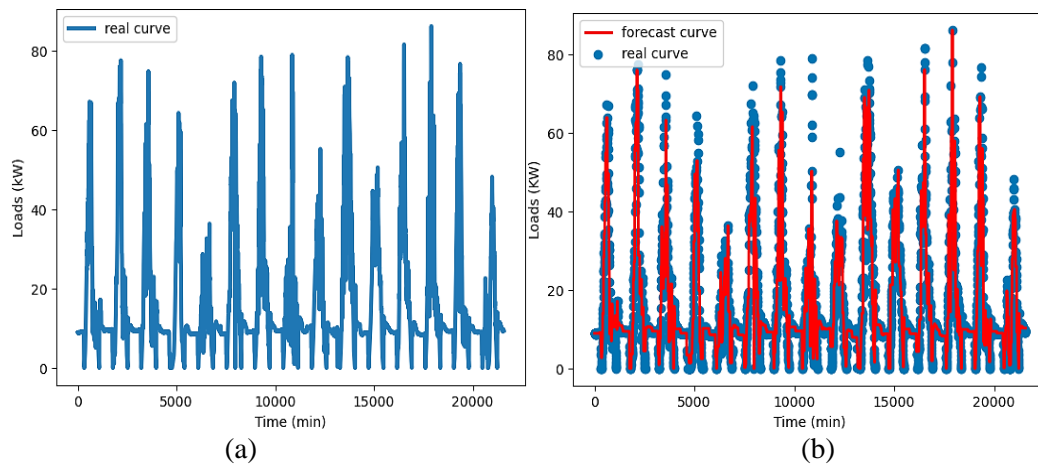 real curve
80
60
40
20
0
Loads (kW)
0
5000
10000
15000
20000
Time (min)
(a)
forecast curve
real curve
80
60
40
20
0
Loads (KW)
0
5000
10000
15000
20000
Time (min)
(b)